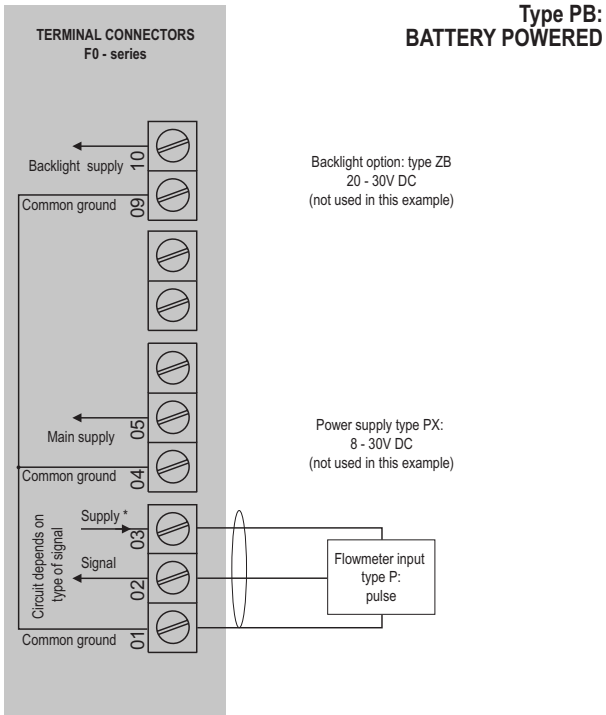 Type PB:
BATTERY POWERED
TERMINAL CONNECTORS
F0 - series
Backlight supply
10
Common ground
09
Backlight option: type ZB
20 - 30V DC
(not used in this example)
Main supply
05
Common ground
04
Power supply type PX:
8 - 30V DC
(not used in this example)
Circuit depends on
type of signal
Supply *
03
Signal
02
Common ground
01
Flowmeter input
type P:
pulse